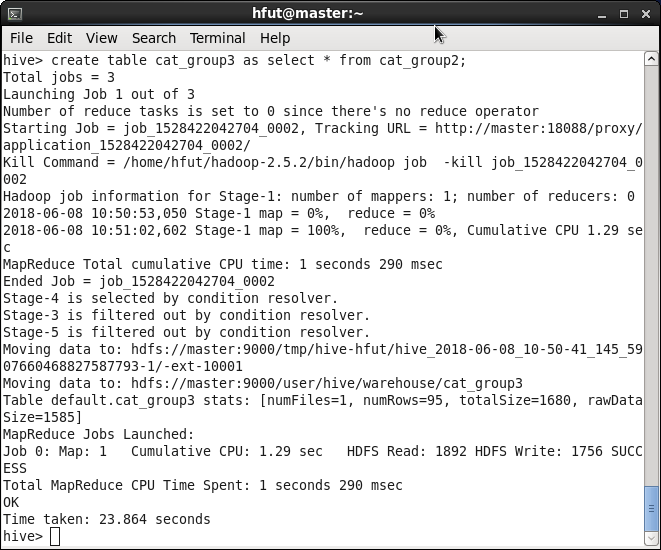 hfut@master:~
File Edit View Search Terminal Help
hive> create table cat_group3 as select * from cat_group2;
Total jobs = 3
Launching Job 1 out of 3
Number of reduce tasks is set to 0 since there's no reduce operator
Starting Job = job_1528422042704_0002, Tracking URL = http://master:18088/proxy/
application_1528422042704_0002/
Kill Command = /home/hfut/hadoop-2.5.2/bin/hadoop job  -kill job_1528422042704_0
002
Hadoop job information for Stage-1: number of mappers: 1; number of reducers: 0
2018-06-08 10:50:53,050 Stage-1 map = 0%,  reduce = 0%
2018-06-08 10:51:02,602 Stage-1 map = 100%,  reduce = 0%, Cumulative CPU 1.29 se
c
MapReduce Total cumulative CPU time: 1 seconds 290 msec
Ended Job = job_1528422042704_0002
Stage-4 is selected by condition resolver.
Stage-3 is filtered out by condition resolver.
Stage-5 is filtered out by condition resolver.
Moving data to: hdfs://master:9000/tmp/hive-hfut/hive_2018-06-08_10-50-41_145_59
07660468827587793-1/-ext-10001
Moving data to: hdfs://master:9000/user/hive/warehouse/cat_group3
Table default.cat_group3 stats: [numFiles=1, numRows=95, totalSize=1680, rawData
Size=1585]
MapReduce Jobs Launched:
Job 0: Map: 1   Cumulative CPU: 1.29 sec   HDFS Read: 1892 HDFS Write: 1756 SUCC
ESS
Total MapReduce CPU Time Spent: 1 seconds 290 msec
OK
Time taken: 23.864 seconds
hive>